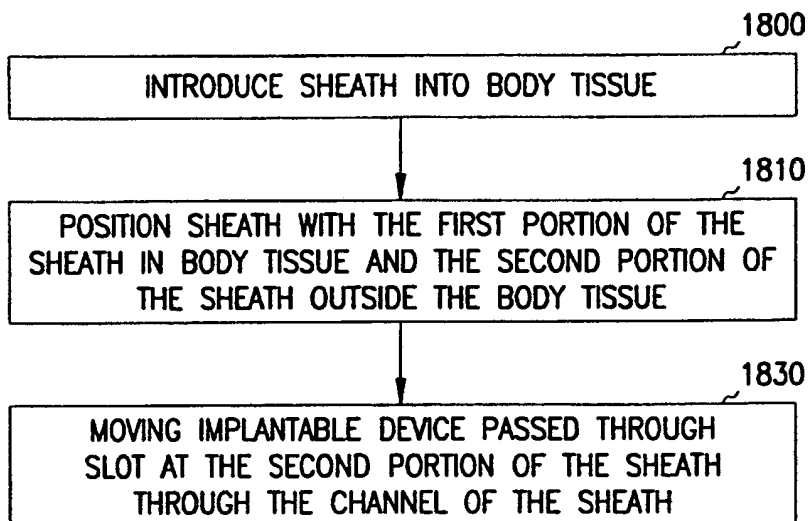 1800
INTRODUCE SHEATH INTO BODY TISSUE
1810
POSITION SHEATH WITH THE FIRST PORTION OF THE
SHEATH IN BODY TISSUE AND THE SECOND PORTION OF
THE SHEATH OUTSIDE THE BODY TISSUE
1830
MOVING IMPLANTABLE DEVICE PASSED THROUGH
SLOT AT THE SECOND PORTION OF THE SHEATH
THROUGH THE CHANNEL OF THE SHEATH